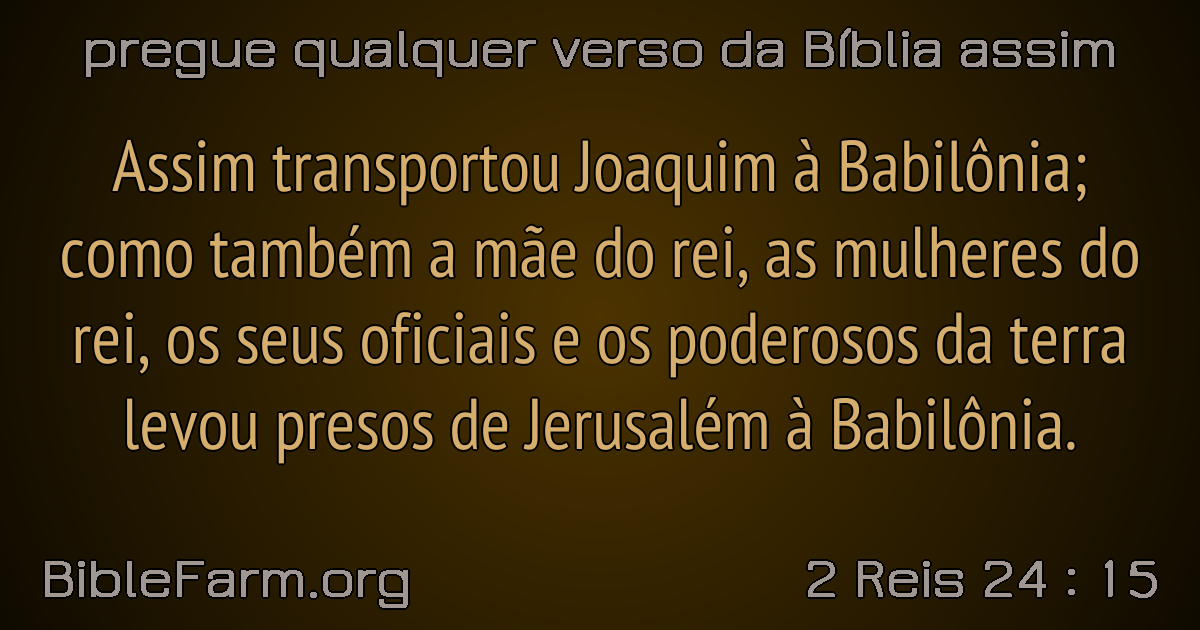 pregue qualquer verso da Bíblia assim
Assim transportou Joaquim à Babilônia;
como também a mãe do rei, as mulheres do
rei, os seus oficiais e os poderosos da terra
levou presos de Jerusalém à Babilônia.
BibleFarm.org
2 Reis 24 : 15